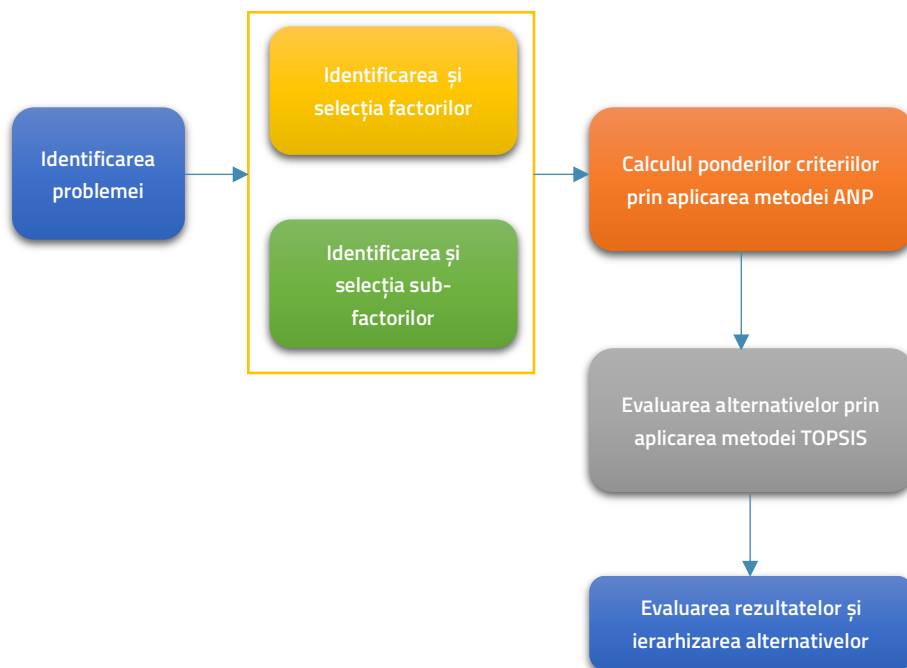 Identificarea
problemei
Identificarea și
selecția factorilor
Identificarea și
selecția sub-
factorilor
Calculul ponderilor criteriilor
prin aplicarea metodei ANP
Evaluarea alternativelor prin
aplicarea metodei TOPSIS
Evaluarea rezultatelor și
ierarhizarea alternativelor